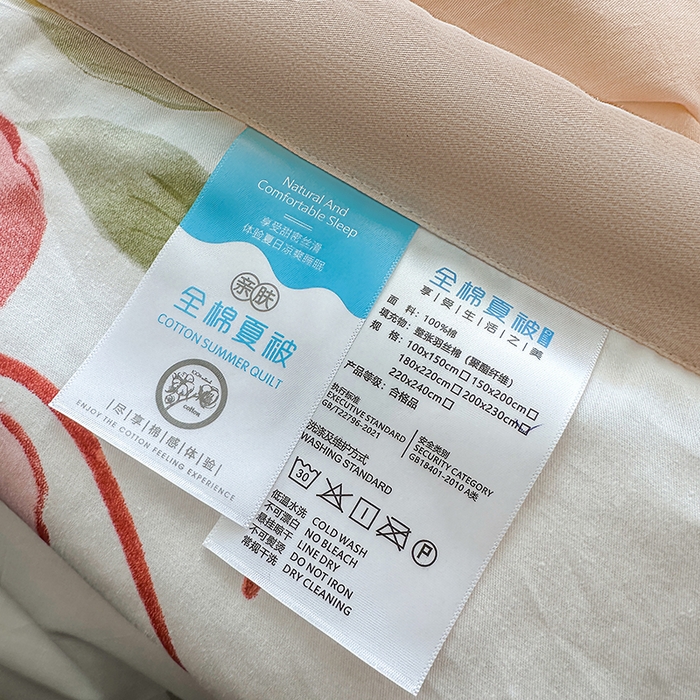 Natural And
Comfortable Sleep
享受甜密丝滑
体验夏日凉爽睡眠
亲肤
全棉夏被
COTTON SUMMER QUILT
cotton
|尽|享|棉|感|体|验|
ENJOY THE COTTON FEELING EXPERIENCE
全棉夏被
享|受|生|活|之|美
面 料: 100%棉
填充物: 整张羽丝棉 (聚酯纤维)
规 格: 100x150cm□ 150x200cm□
180x220cm□ 200x230cm☑
220x240cm□
产品等级: 合格品
执行标准
EXECUTIVE STANDARD
GB/T22796-2021
安全类别
SECURITY CATEGORY
GB18401-2010 A类
洗涤及维护方式
WASHING STANDARD
30
P
低温水洗 COLD WASH
不可漂白 NO BLEACH
悬挂晾干 LINE DRY
不可熨烫 DO NOT IRON
常规干洗 DRY CLEANING